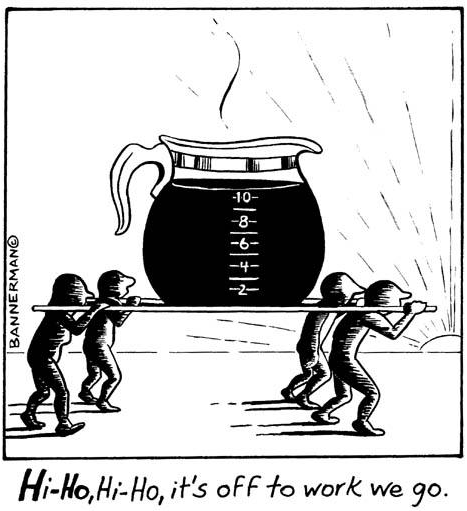 -10-
-8-
-6-
-4-
-2-
BANNERMAN©
Hi-Ho, Hi-Ho, it's off to work we go.